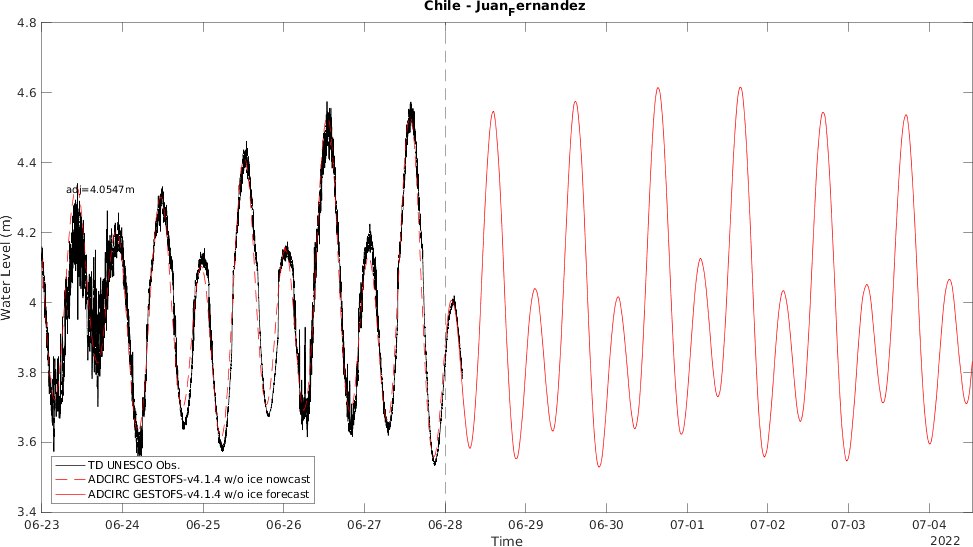 Chile - Juan_Fernandez
4.8
4.6
4.4
4.2
4
3.8
3.6
3.4
Water Level (m)
adj=4.0547m
TD UNESCO Obs.
ADCIRC GESTOFS-v4.1.4 w/o ice nowcast
ADCIRC GESTOFS-v4.1.4 w/o ice forecast
06-23 06-24 06-25 06-26 06-27 06-28 06-29 06-30 07-01 07-02 07-03 07-04
Time
2022